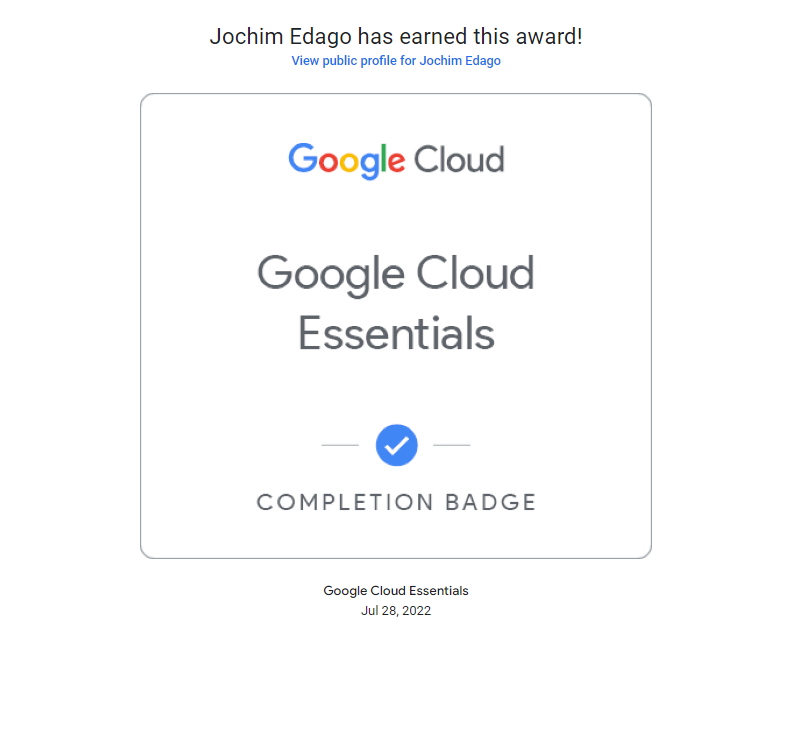 Jochim Edago has earned this award!
View public profile for Jochim Edago
Google Cloud
Google Cloud
Essentials
COMPLETION BADGE
Google Cloud Essentials
Jul 28, 2022